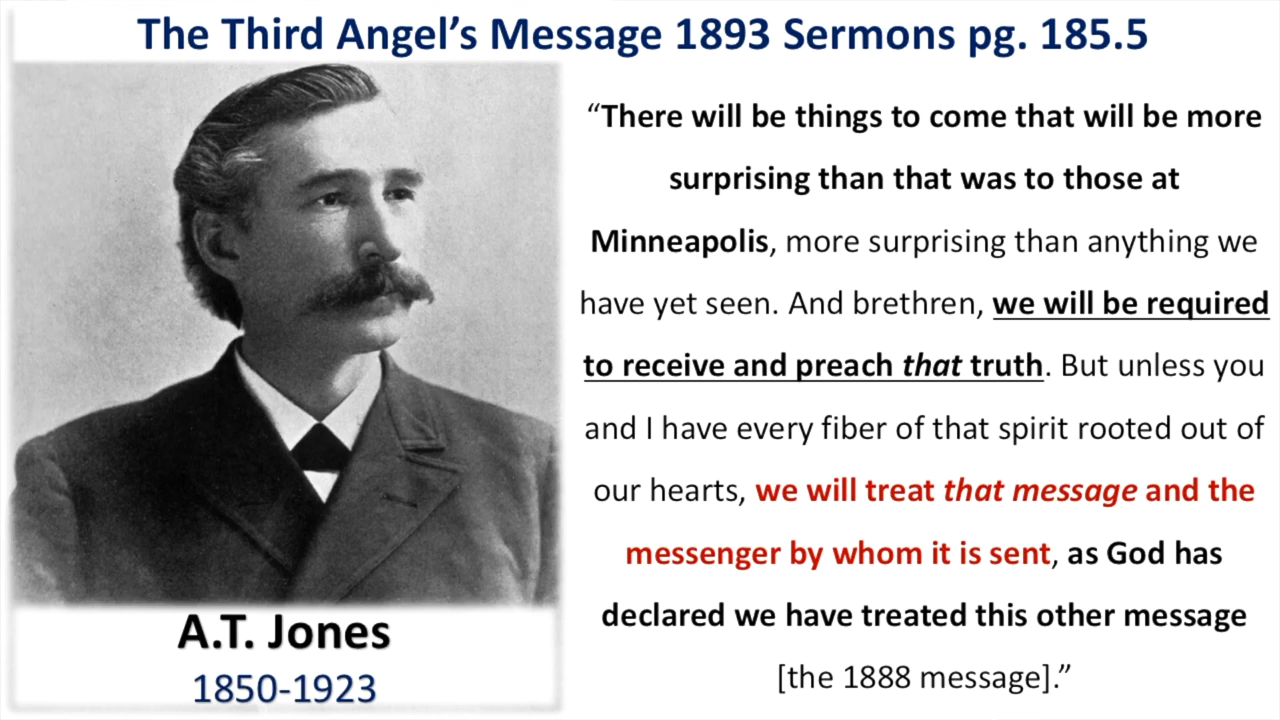 The Third Angel’s Message 1893 Sermons pg. 185.5
“There will be things to come that will be more
surprising than that was to those at
Minneapolis, more surprising than anything we
have yet seen. And brethren, we will be required
to receive and preach that truth. But unless you
and I have every fiber of that spirit rooted out of
our hearts, we will treat that message and the
messenger by whom it is sent, as God has
declared we have treated this other message
[the 1888 message].”
A.T. Jones
1850-1923